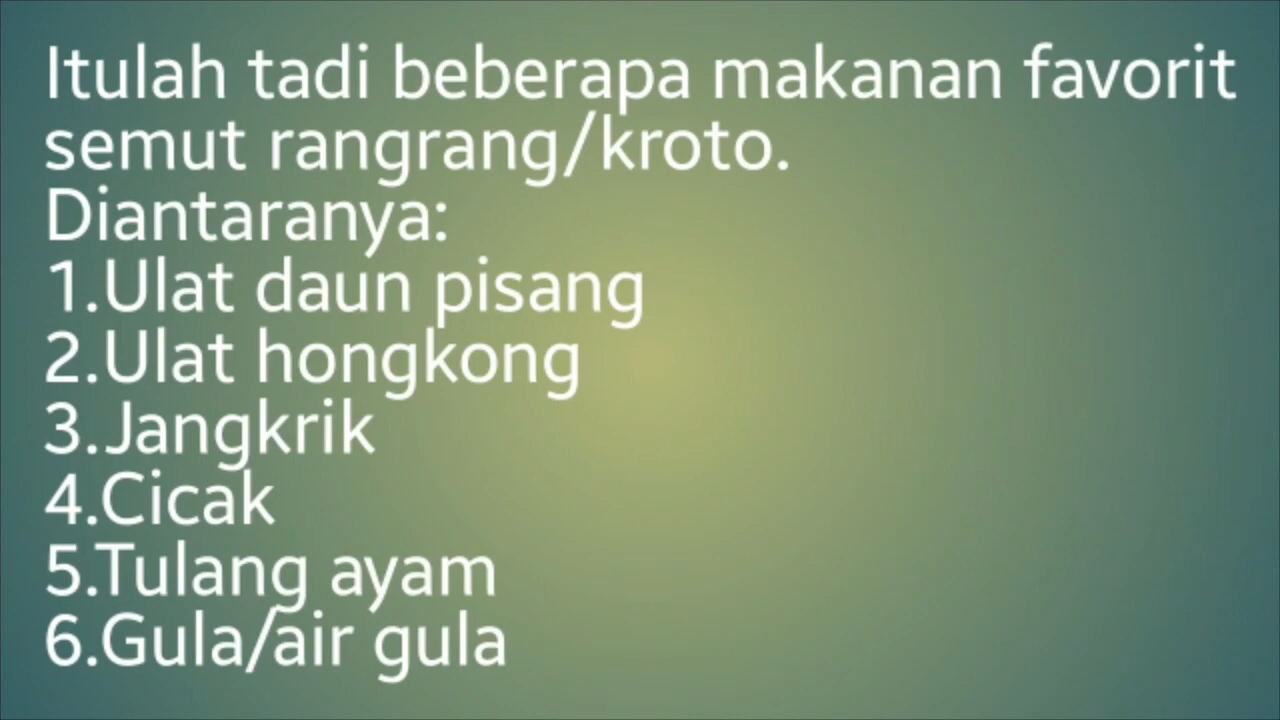 Itulah tadi beberapa makanan favorit
semut rangrang/kroto.
Diantaranya:
1.Ulat daun pisang
2.Ulat hongkong
3.Jangkrik
4.Cicak
5.Tulang ayam
6.Gula/air gula